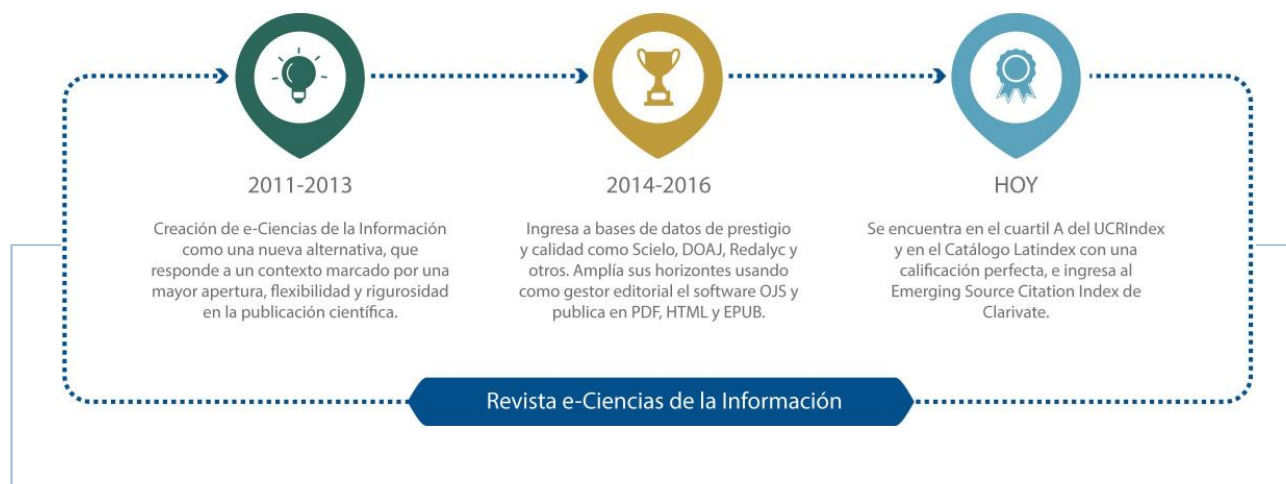 2011-2013
Creación de e-Ciencias de la Información
como una nueva alternativa, que
responde a un contexto marcado por una
mayor apertura, flexibilidad y rigurosidad
en la publicación científica.
2014-2016
Ingresa a bases de datos de prestigio
y calidad como Scielo, DOAJ, Redalyc y
otros. Amplía sus horizontes usando
como gestor editorial el software OJS y
publica en PDF, HTML y EPUB.
HOY
Se encuentra en el cuartil A del UCRIndex
y en el Catálogo Latindex con una
calificación perfecta, e ingresa al
Emerging Source Citation Index de
Clarivate.
Revista e-Ciencias de la Información